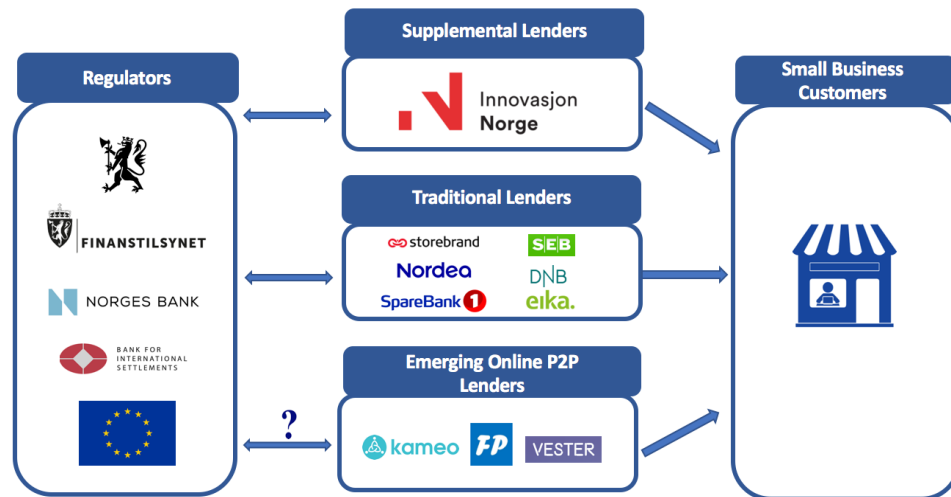 Regulators
FINANSTILSYNET
NORGES BANK
BANK FOR
INTERNATIONAL
SETTLEMENTS
?
Supplemental Lenders
Innovasjon
Norge
Traditional Lenders
storebrand
SEB
Nordea
DNB
SpareBank 1
eika.
Emerging Online P2P
Lenders
kameo
FP
VESTER
Small Business
Customers